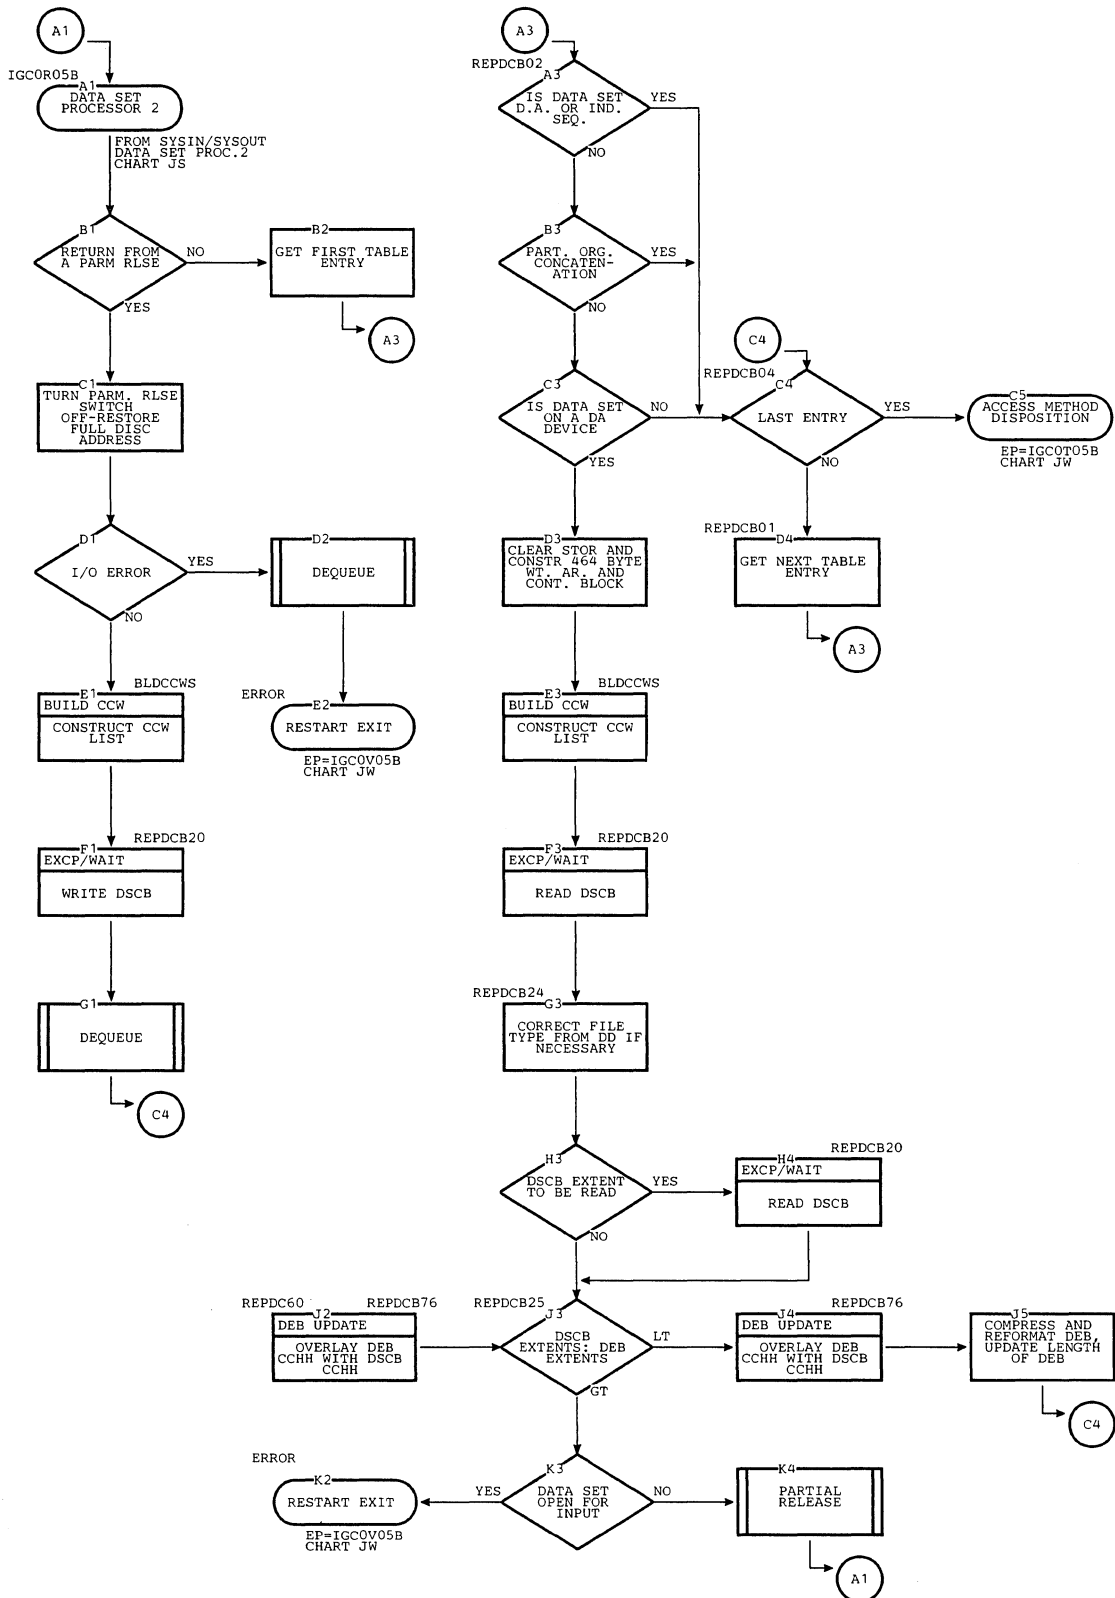 A1
IGC0R05B
A1
DATA SET
PROCESSOR 2
FROM SYSIN/SYSOUT
DATA SET PROC.2
CHART JS
B1
RETURN FROM
A PARM RLSE
NO
YES
B2
GET FIRST TABLE
ENTRY
A3
C1
TURN PARM. RLSE
SWITCH
OFF-RESTORE
FULL DISC
ADDRESS
D1
I/O ERROR
YES
NO
D2
DEQUEUE
ERROR
E2
RESTART EXIT
EP=IGC0V05B
CHART JW
BLDCCWS
E1
BUILD CCW
CONSTRUCT CCW
LIST
REPDCB20
F1
EXCP/WAIT
WRITE DSCB
G1
DEQUEUE
C4
A3
REPDCB02
A3
IS DATA SET
D.A. OR IND.
SEQ.
YES
NO
B3
PART. ORG.
CONCATEN-
ATION
YES
NO
C3
IS DATA SET
ON A DA
DEVICE
NO
YES
C4
REPDCB04
C4
LAST ENTRY
YES
NO
C5
ACCESS METHOD
DISPOSITION
EP=IGC0T05B
CHART JW
REPDCB01
D4
GET NEXT TABLE
ENTRY
A3
D3
CLEAR STOR AND
CONSTR 464 BYTE
WT. AR. AND
CONT. BLOCK
BLDCCWS
E3
BUILD CCW
CONSTRUCT CCW
LIST
REPDCB20
F3
EXCP/WAIT
READ DSCB
REPDCB24
G3
CORRECT FILE
TYPE FROM DD IF
NECESSARY
H3
DSCB EXTENT
TO BE READ
YES
NO
REPDCB20
H4
EXCP/WAIT
READ DSCB
REPDC60
REPDCB76
J2
DEB UPDATE
OVERLAY DEB
CCHH WITH DSCB
CCHH
REPDCB25
J3
DSCB
EXTENTS: DEB
EXTENTS
LT
GT
REPDCB76
J4
DEB UPDATE
OVERLAY DEB
CCHH WITH DSCB
CCHH
J5
COMPRESS AND
REFORMAT DEB,
UPDATE LENGTH
OF DEB
C4
ERROR
K2
RESTART EXIT
EP=IGC0V05B
CHART JW
K3
DATA SET
OPEN FOR
INPUT
YES
NO
K4
PARTIAL
RELEASE
A1